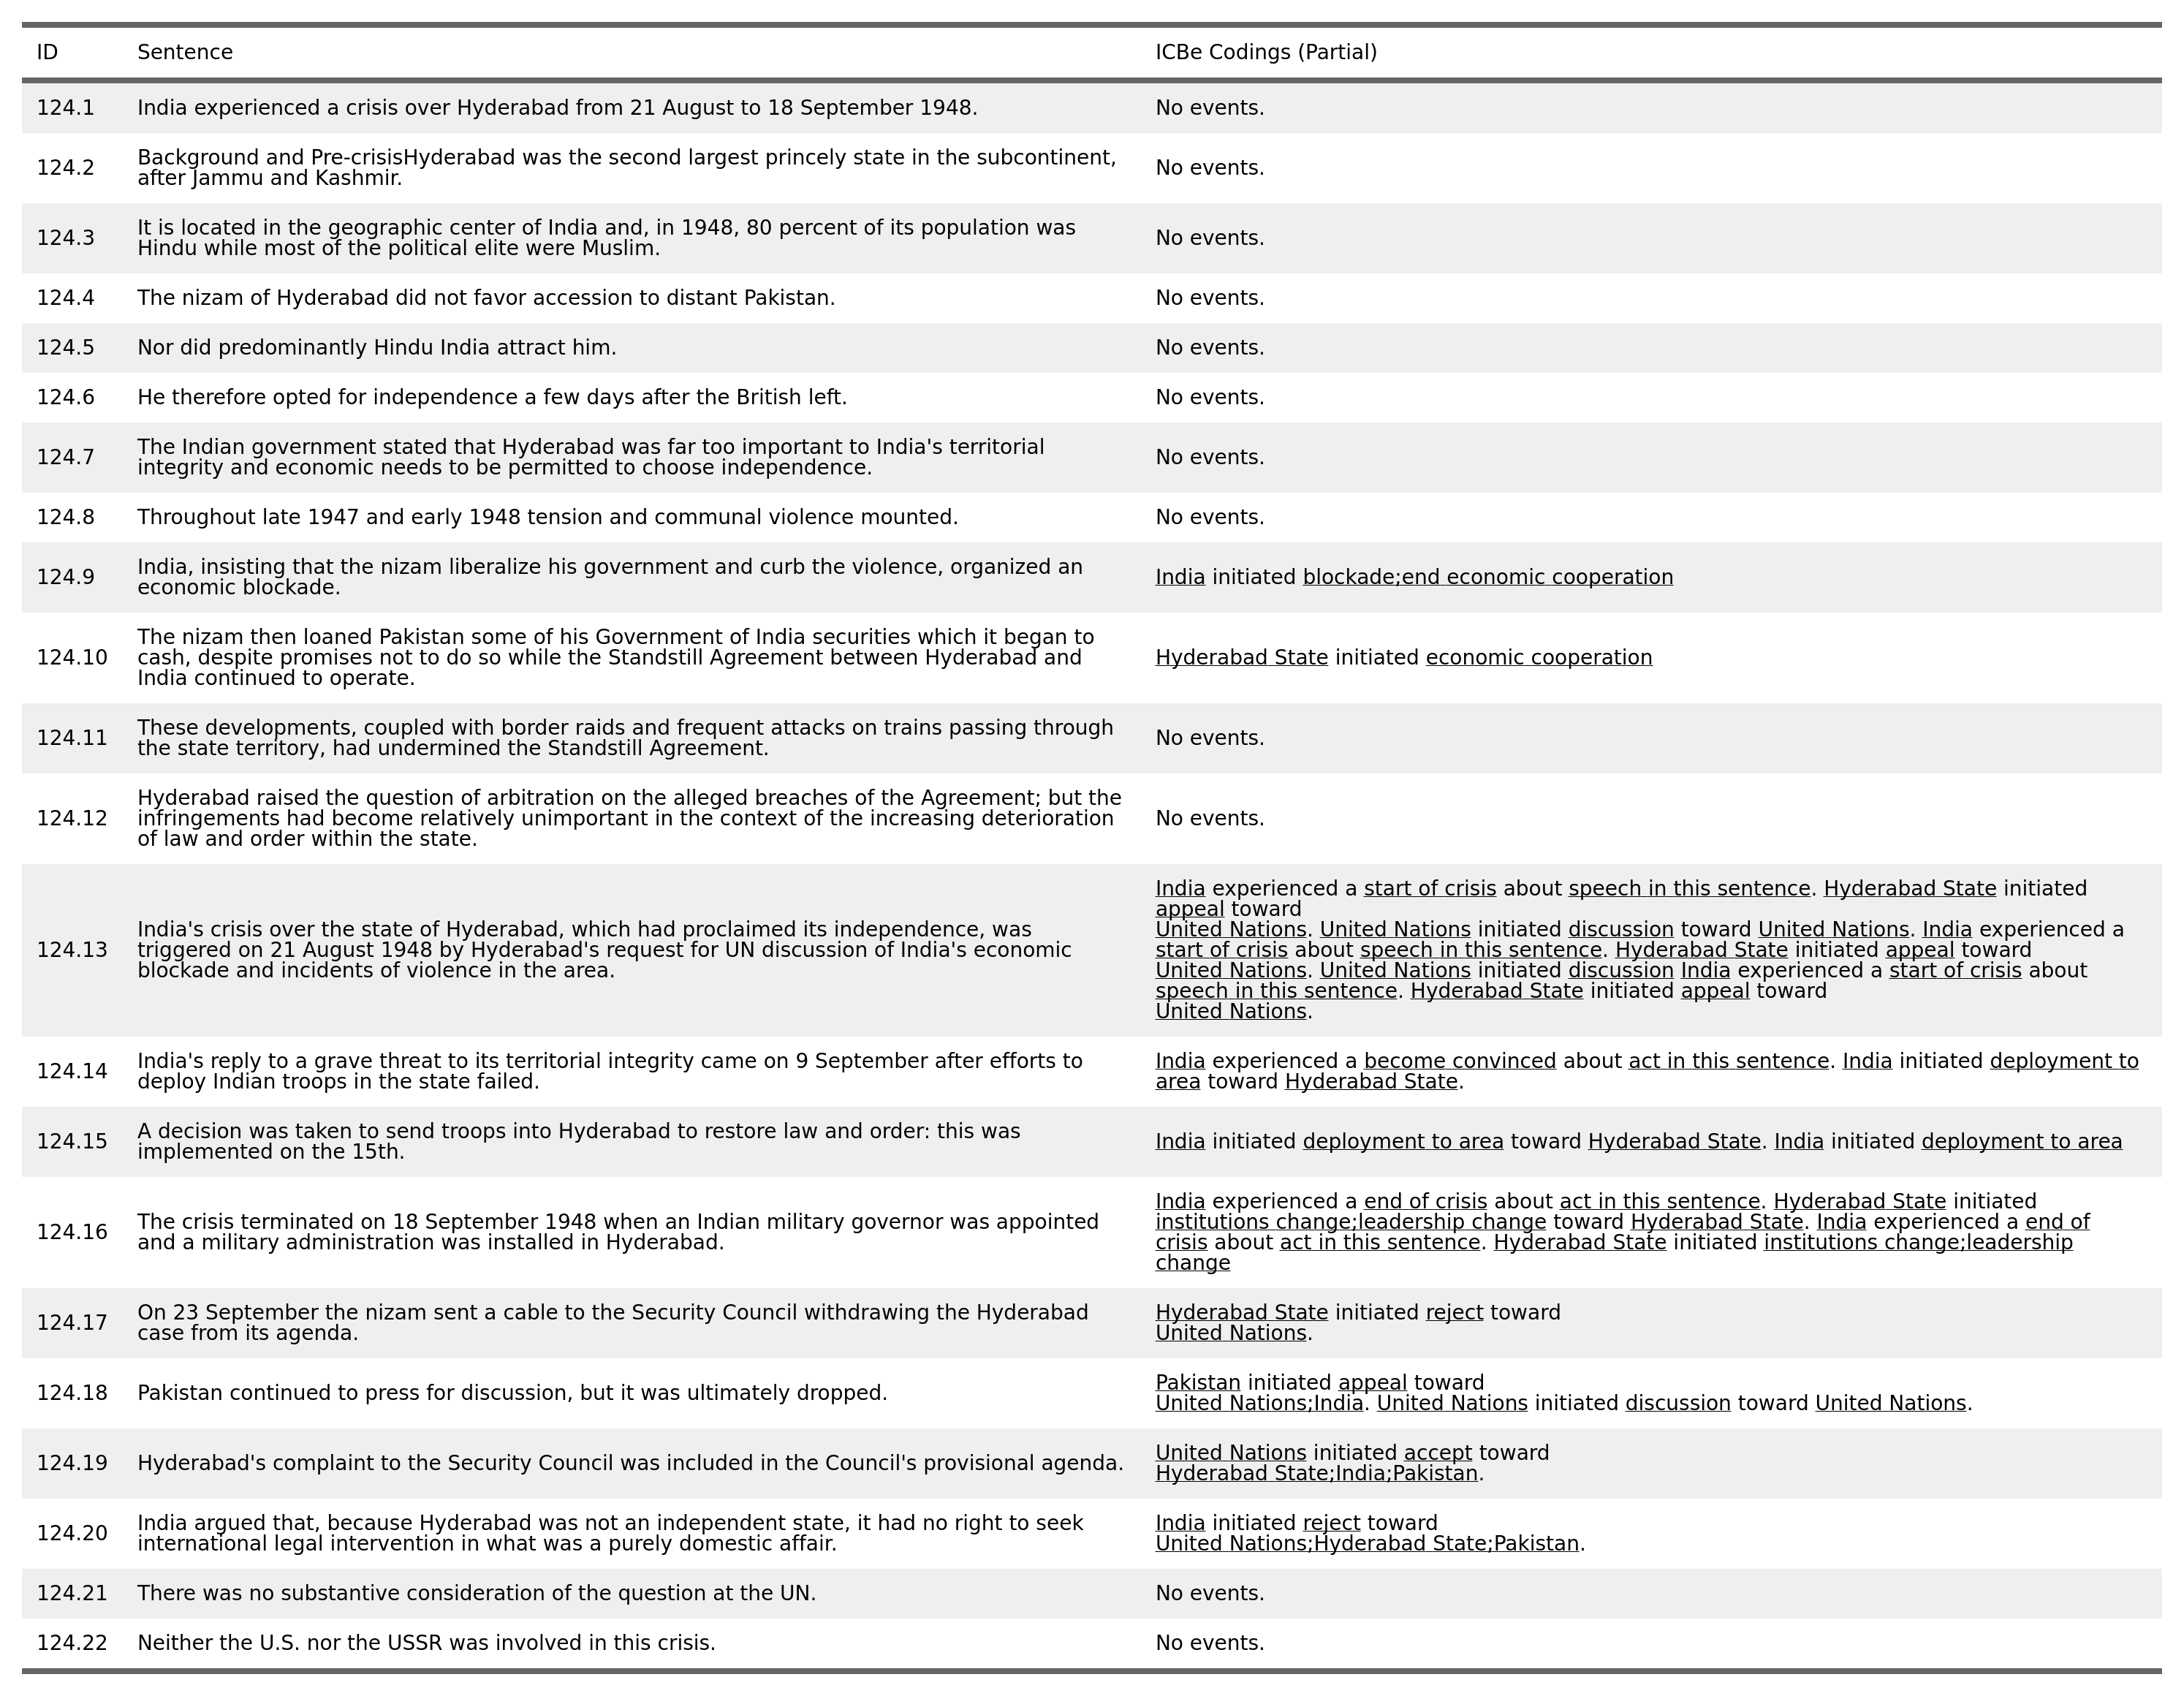 ID Sentence ICBe Codings (Partial)
124.1 India experienced a crisis over Hyderabad from 21 August to 18 September 1948. No events.
Background and Pre-crisisHyderabad was the second largest princely state in the subcontinent,
124.2 No events.
after Jammu and Kashmir.
It is located in the geographic center of India and, in 1948, 80 percent of its population was
124.3 No events.
Hindu while most of the political elite were Muslim.
124.4 The nizam of Hyderabad did not favor accession to distant Pakistan. No events.
124.5 Nor did predominantly Hindu India attract him. No events.
124.6 He therefore opted for independence a few days after the British left. No events.
The Indian government stated that Hyderabad was far too important to India's territorial
124.7 No events.
integrity and economic needs to be permitted to choose independence.
124.8 Throughout late 1947 and early 1948 tension and communal violence mounted. No events.
India, insisting that the nizam liberalize his government and curb the violence, organized an
124.9 India initiated blockade;end economic cooperation
economic blockade.
The nizam then loaned Pakistan some of his Government of India securities which it began to
124.10 cash, despite promises not to do so while the Standstill Agreement between Hyderabad and Hyderabad State initiated economic cooperation
India continued to operate.
These developments, coupled with border raids and frequent attacks on trains passing through
124.11 No events.
the state territory, had undermined the Standstill Agreement.
Hyderabad raised the question of arbitration on the alleged breaches of the Agreement; but the
124.12 infringements had become relatively unimportant in the context of the increasing deterioration No events.
of law and order within the state.
India experienced a start of crisis about speech in this sentence. Hyderabad State initiated
appeal toward
India's crisis over the state of Hyderabad, which had proclaimed its independence, was United Nations. United Nations initiated discussion toward United Nations. India experienced a
124.13 triggered on 21 August 1948 by Hyderabad's request for UN discussion of India's economic start of crisis about speech in this sentence. Hyderabad State initiated appeal toward
blockade and incidents of violence in the area. United Nations. United Nations initiated discussion India experienced a start of crisis about
speech in this sentence. Hyderabad State initiated appeal toward
United Nations.
India's reply to a grave threat to its territorial integrity came on 9 September after efforts to India experienced a become convinced about act in this sentence. India initiated deployment to
124.14
deploy Indian troops in the state failed. area toward Hyderabad State.
A decision was taken to send troops into Hyderabad to restore law and order: this was
124.15 India initiated deployment to area toward Hyderabad State. India initiated deployment to area
implemented on the 15th.
India experienced a end of crisis about act in this sentence. Hyderabad State initiated
The crisis terminated on 18 September 1948 when an Indian military governor was appointed institutions change;leadership change toward Hyderabad State. India experienced a end of
124.16
and a military administration was installed in Hyderabad. crisis about act in this sentence. Hyderabad State initiated institutions change;leadership
change
On 23 September the nizam sent a cable to the Security Council withdrawing the Hyderabad Hyderabad State initiated reject toward
124.17
case from its agenda. United Nations.
Pakistan initiated appeal toward
124.18 Pakistan continued to press for discussion, but it was ultimately dropped.
United Nations;India. United Nations initiated discussion toward United Nations.
United Nations initiated accept toward
124.19 Hyderabad's complaint to the Security Council was included in the Council's provisional agenda.
Hyderabad State;India;Pakistan.
India argued that, because Hyderabad was not an independent state, it had no right to seek India initiated reject toward
124.20
international legal intervention in what was a purely domestic affair. United Nations;Hyderabad State;Pakistan.
124.21 There was no substantive consideration of the question at the UN. No events.
124.22 Neither the U.S. nor the USSR was involved in this crisis. No events.